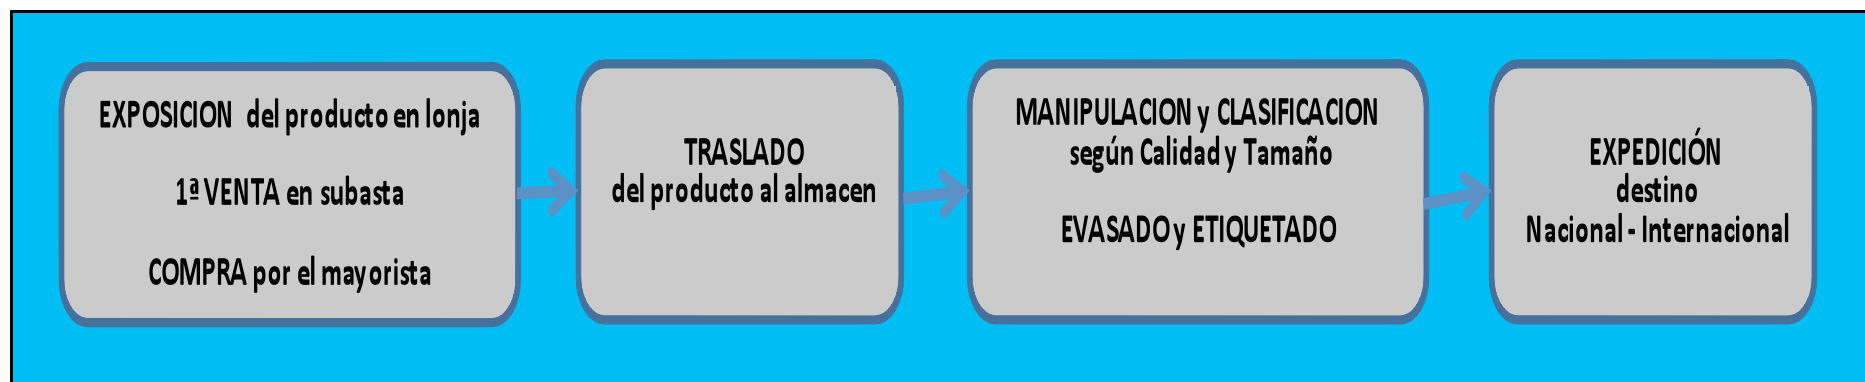 EXPOSICION del producto en lonja
1ª VENTA en subasta
COMPRA por el mayorista
TRASLADO
del producto al almacen
MANIPULACION y CLASIFICACION
según Calidad y Tamaño
EVASADO y ETIQUETADO
EXPEDICIÓN
destino
Nacional - Internacional